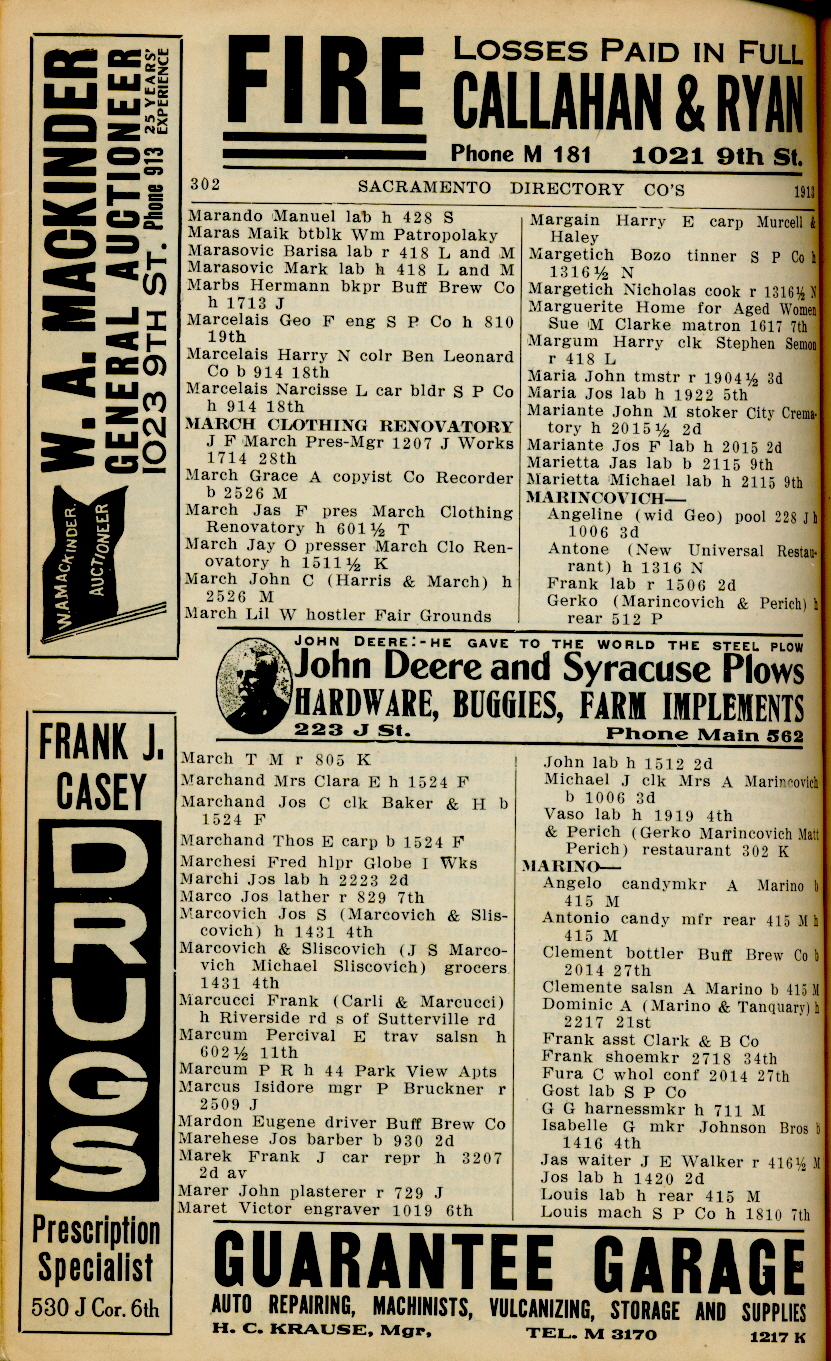 W. A. MACKINDER
GENERAL AUCTIONEER
1023 9TH ST. Phone 913 25 YEARS' EXPERIENCE
W.A.MACKINDER.
AUCTIONEER
FIRE
LOSSES PAID IN FULL
CALLAHAN & RYAN
Phone M 181 1021 9th St.
302 SACRAMENTO DIRECTORY CO'S 1913
Marando Manuel lab h 428 S
Maras Maik btblk Wm Patropolaky
Marasovic Barisa lab r 418 L and M
Marasovic Mark lab h 418 L and M
Marbs Hermann bkpr Buff Brew Co
h 1713 J
Marcelais Geo F eng S P Co h 810
19th
Marcelais Harry N colr Ben Leonard
Co b 914 18th
Marcelais Narcisse L car bldr S P Co
h 914 18th
MARCH CLOTHING RENOVATORY
J F March Pres-Mgr 1207 J Works
1714 28th
March Grace A copyist Co Recorder
b 2526 M
March Jas F pres March Clothing
Renovatory h 601½ T
March Jay O presser March Clo Ren-
ovatory h 1511½ K
March John C (Harris & March) h
2526 M
March Lil W hostler Fair Grounds
Margain Harry E carp Murcell &
Haley
Margetich Bozo tinner S P Co h
1316½ N
Margetich Nicholas cook r 1316½ N
Marguerite Home for Aged Women
Sue M Clarke matron 1617 7th
Margum Harry clk Stephen Semon
r 418 L
Maria John tmstr r 1904½ 3d
Maria Jos lab h 1922 5th
Mariante John M stoker City Crema-
tory h 2015½ 2d
Mariante Jos F lab h 2015 2d
Marietta Jas lab b 2115 9th
Marietta Michael lab h 2115 9th
MARINCOVICH—
Angeline (wid Geo) pool 228 J h
1006 3d
Antone (New Universal Restau-
rant) h 1316 N
Frank lab r 1506 2d
Gerko (Marincovich & Perich) h
rear 512 P
JOHN DEERE:-HE GAVE TO THE WORLD THE STEEL PLOW
John Deere and Syracuse Plows
HARDWARE, BUGGIES, FARM IMPLEMENTS
223 J St. Phone Main 562
FRANK J.
CASEY
DRUGS
Prescription
Specialist
530 J Cor. 6th
March T M r 805 K
Marchand Mrs Clara E h 1524 F
Marchand Jos C clk Baker & H b
1524 F
Marchand Thos E carp b 1524 F
Marchesi Fred hlpr Globe I Wks
Marchi Jos lab h 2223 2d
Marco Jos lather r 829 7th
Marcovich Jos S (Marcovich & Slis-
covich) h 1431 4th
Marcovich & Sliscovich (J S Marco-
vich Michael Sliscovich) grocers
1431 4th
Marcucci Frank (Carli & Marcucci)
h Riverside rd s of Sutterville rd
Marcum Percival E trav salsn h
602½ 11th
Marcum P R h 44 Park View Apts
Marcus Isidore mgr P Bruckner r
2509 J
Mardon Eugene driver Buff Brew Co
Marehese Jos barber b 930 2d
Marek Frank J car repr h 3207
2d av
Marer John plasterer r 729 J
Maret Victor engraver 1019 6th
John lab h 1512 2d
Michael J clk Mrs A Marincovich
b 1006 3d
Vaso lab h 1919 4th
& Perich (Gerko Marincovich Matt
Perich) restaurant 302 K
MARINO—
Angelo candymkr A Marino b
415 M
Antonio candy mfr rear 415 M h
415 M
Clement bottler Buff Brew Co b
2014 27th
Clemente salsn A Marino b 415 M
Dominic A (Marino & Tanquary) h
2217 21st
Frank asst Clark & B Co
Frank shoemkr 2718 34th
Fura C whol conf 2014 27th
Gost lab S P Co
G G harnessmkr h 711 M
Isabelle G mkr Johnson Bros b
1416 4th
Jas waiter J E Walker r 416½ M
Jos lab h 1420 2d
Louis lab h rear 415 M
Louis mach S P Co h 1810 7th
GUARANTEE GARAGE
AUTO REPAIRING, MACHINISTS, VULCANIZING, STORAGE AND SUPPLIES
H. C. KRAUSE, Mgr, TEL. M 3170 1217 K